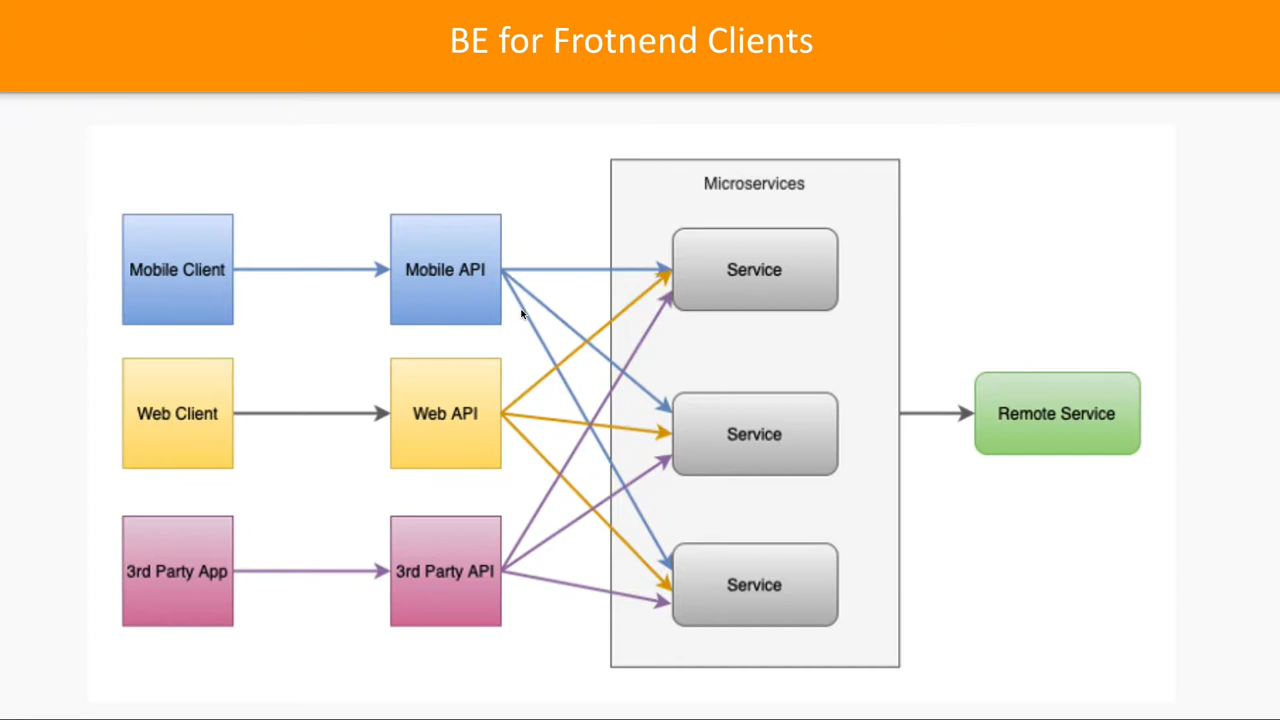 BE for Frotnend Clients
Microservices
Mobile Client
Mobile API
Service
Web Client
Web API
Service
Remote Service
3rd Party App
3rd Party API
Service